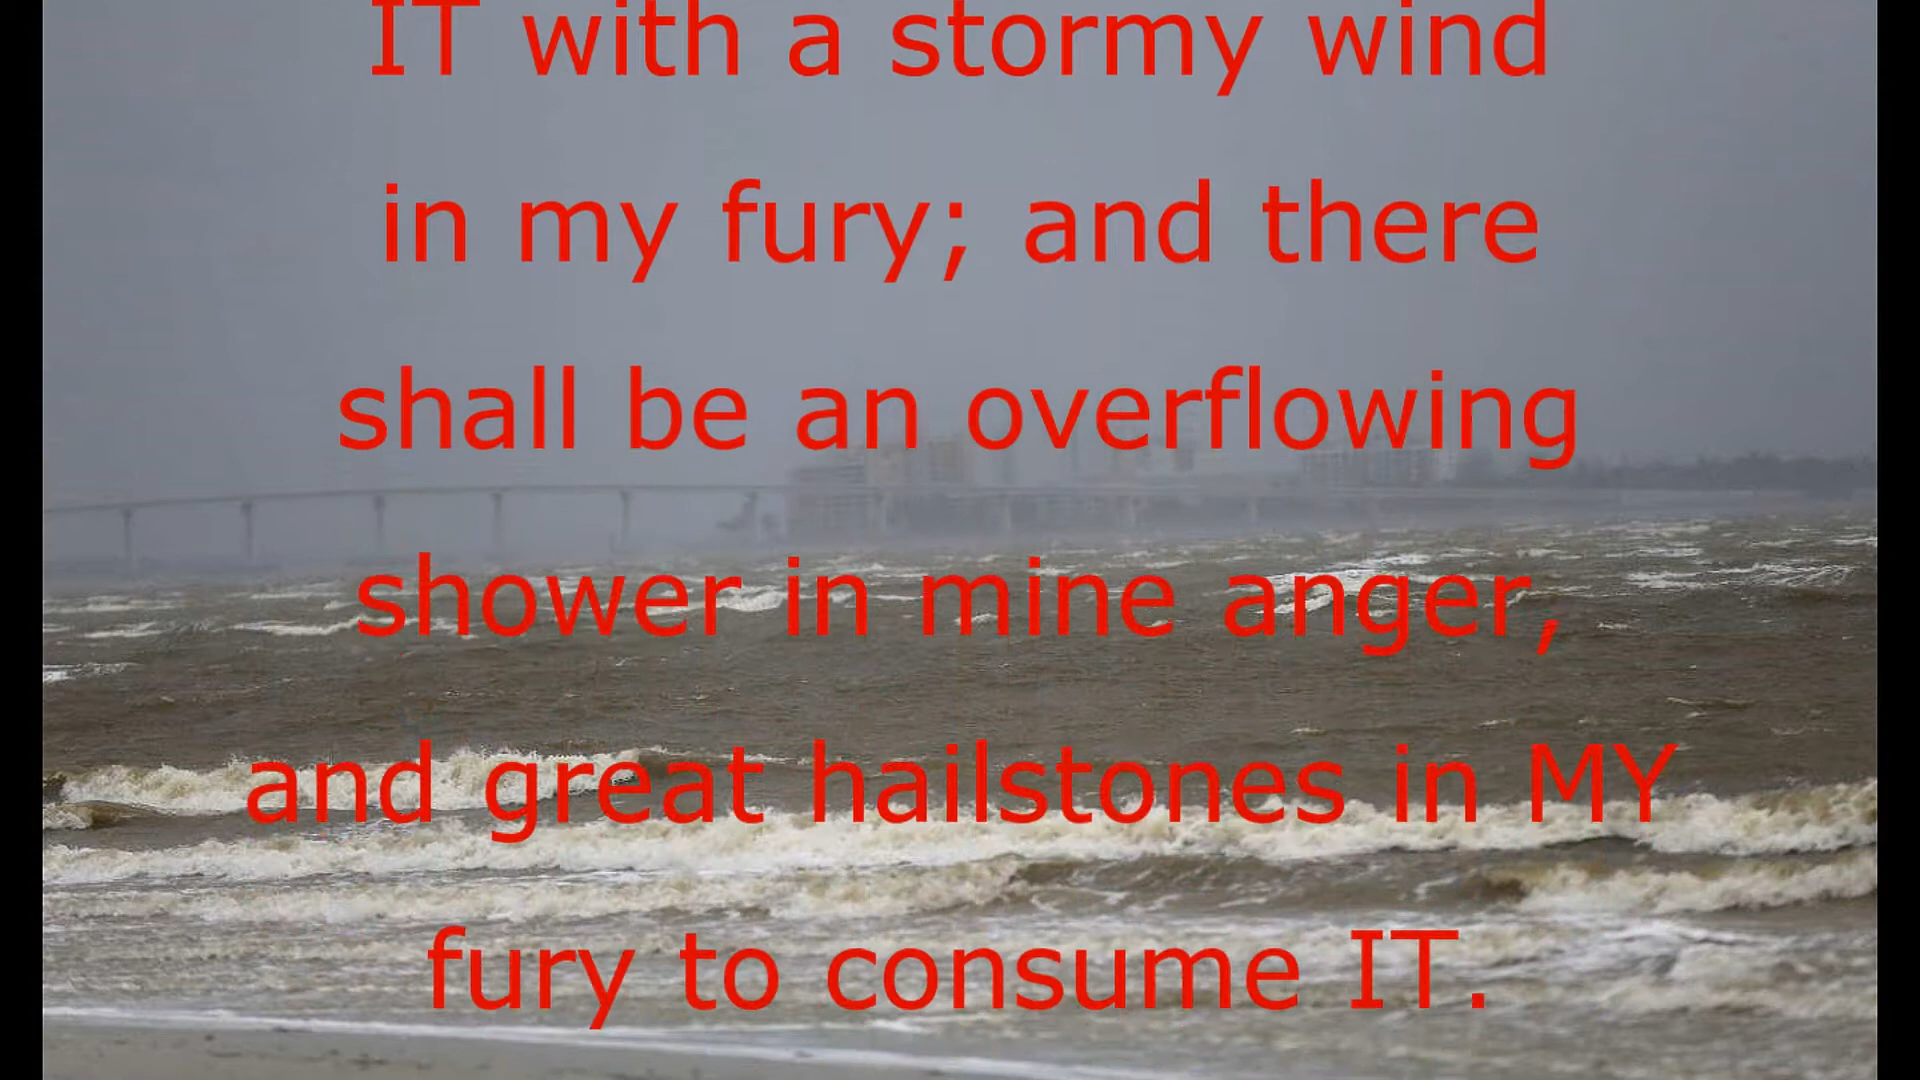 IT with a stormy wind
in my fury; and there
shall be an overflowing
shower in mine anger,
and great hailstones in MY
fury to consume IT.